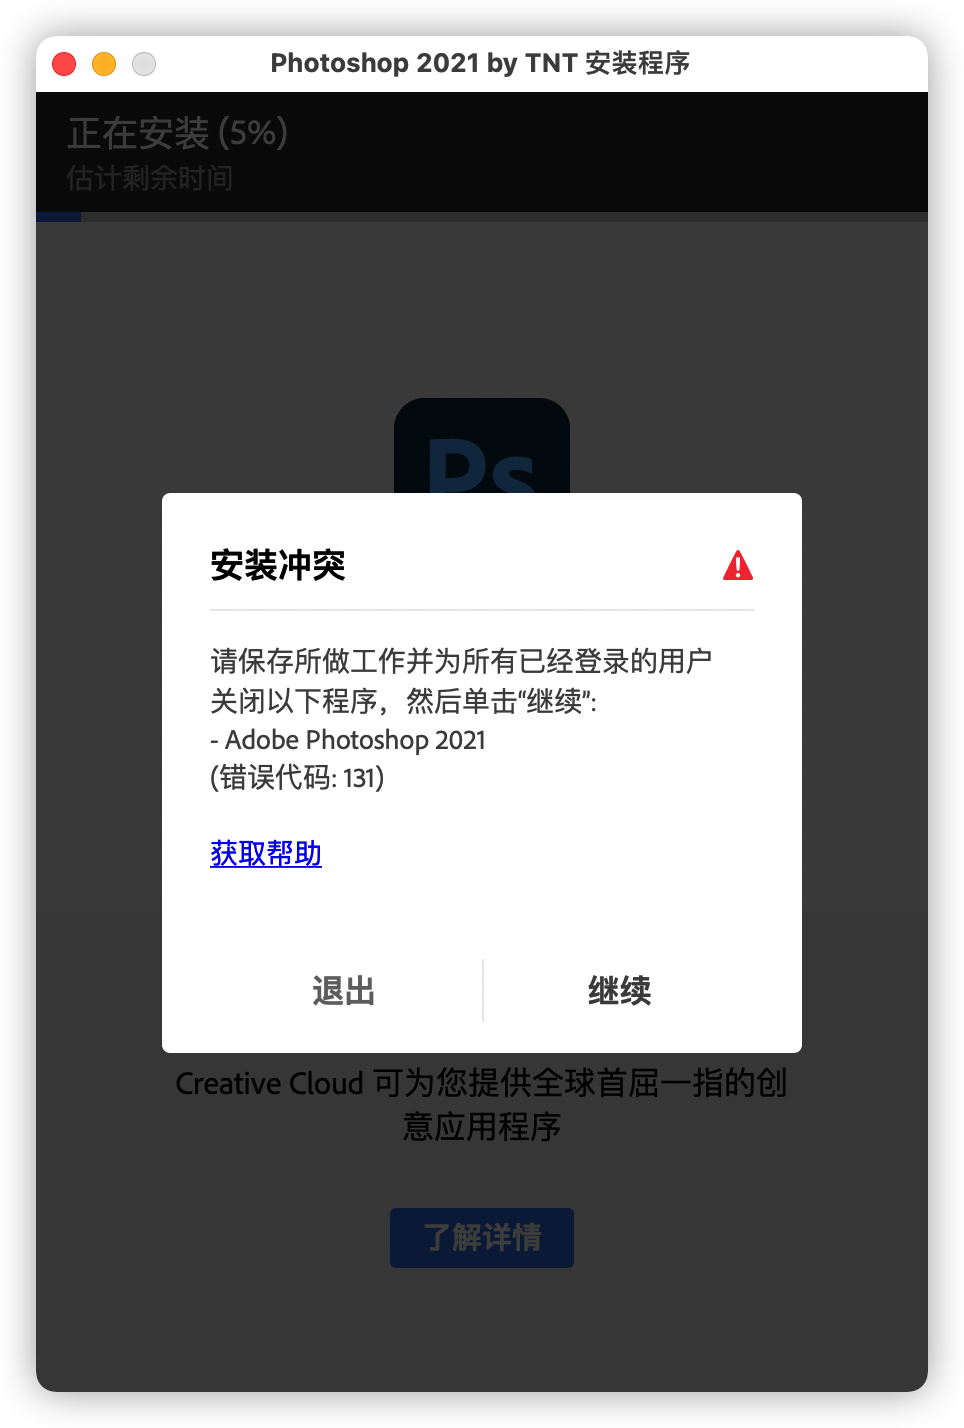 Photoshop 2021 by TNT 安装程序
正在安装 (5%)
估计剩余时间
Ps
安装冲突
请保存所做工作并为所有已经登录的用户
关闭以下程序，然后单击“继续”:
- Adobe Photoshop 2021
(错误代码: 131)
获取帮助
退出
继续
Creative Cloud 可为您提供全球首屈一指的创
意应用程序
了解详情